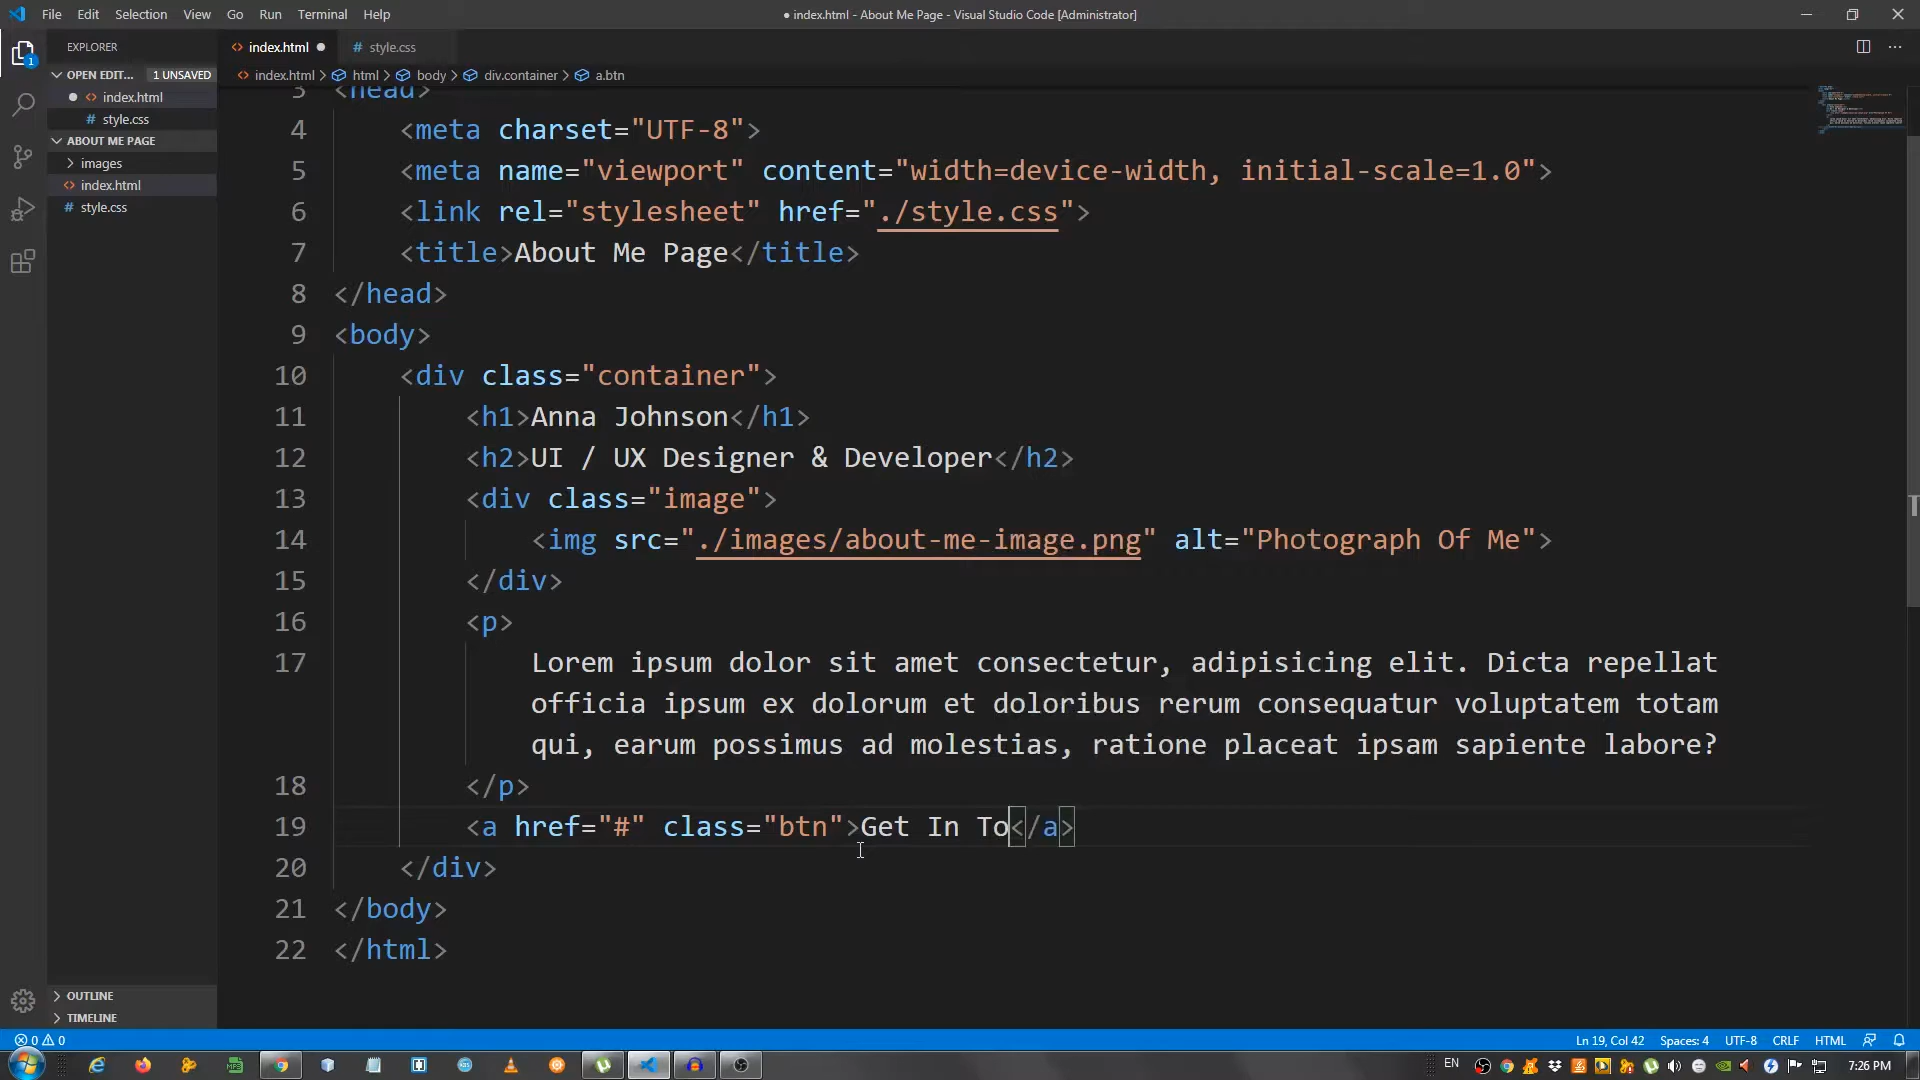 File Edit Selection View Go Run Terminal Help
● index.html - About Me Page - Visual Studio Code [Administrator]
EXPLORER
index.html ●
# style.css
OPEN EDIT... 1 UNSAVED
index.html > html > body > div.container > a.btn
● index.html
# style.css
ABOUT ME PAGE
images
index.html
# style.css
3 <head>
4 <meta charset="UTF-8">
5 <meta name="viewport" content="width=device-width, initial-scale=1.0">
6 <link rel="stylesheet" href="./style.css">
7 <title>About Me Page</title>
8 </head>
9 <body>
10 <div class="container">
11 <h1>Anna Johnson</h1>
12 <h2>UI / UX Designer & Developer</h2>
13 <div class="image">
14 <img src="./images/about-me-image.png" alt="Photograph Of Me">
15 </div>
16 <p>
17 Lorem ipsum dolor sit amet consectetur, adipisicing elit. Dicta repellat
officia ipsum ex dolorum et doloribus rerum consequatur voluptatem totam
qui, earum possimus ad molestias, ratione placeat ipsam sapiente labore?
18 </p>
19 <a href="#" class="btn">Get In To</a>
20 </div>
21 </body>
22 </html>
OUTLINE
TIMELINE
0 0
Ln 19, Col 42 Spaces: 4 UTF-8 CRLF HTML
EN
7:26 PM